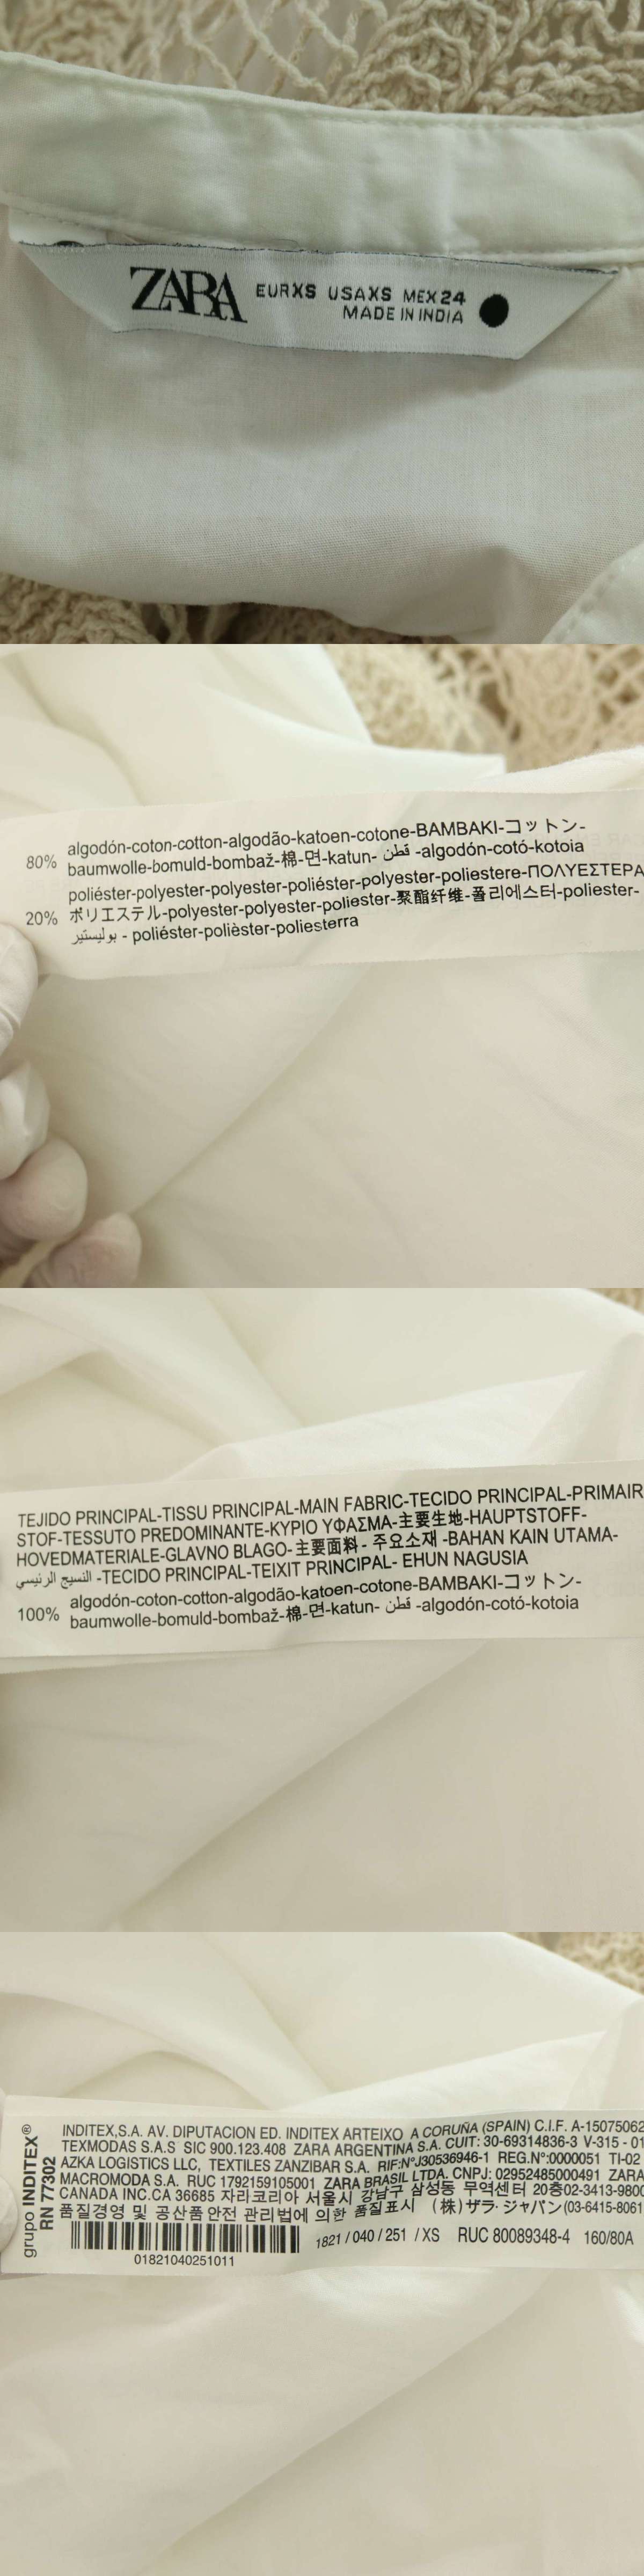 ZARA EUR XS USA XS MEX 24
MADE IN INDIA
80% algodón-coton-cotton-algodão-katoen-cotone-BAMBAKI-コットン-
baumwolle-bomuld-bombaž-棉-면-katun- قطن -algodón-cotó-kotoia
poliéster-polyester-polyester-poliéster-polyester-poliestere-ΠΟΛΥΕΣΤΕΡΑ
20% ポリエステル-polyester-polyester-poliester-聚酯纤维-폴리에스터-poliester-
بوليستير - poliéster-polièster-poliesterra
TEJIDO PRINCIPAL-TISSU PRINCIPAL-MAIN FABRIC-TECIDO PRINCIPAL-PRIMAIR
STOF-TESSUTO PREDOMINANTE-ΚΥΡΙΟ ΥΦΑΣΜΑ-主要生地-HAUPTSTOFF-
HOVEDMATERIALE-GLAVNO BLAGO-主要面料- 주요소재 -BAHAN KAIN UTAMA-
النسيج الرئيسي -TECIDO PRINCIPAL-TEIXIT PRINCIPAL- EHUN NAGUSIA
100% algodón-coton-cotton-algodão-katoen-cotone-BAMBAKI-コットン-
baumwolle-bomuld-bombaž-棉-면-katun- قطن -algodón-cotó-kotoia
grupo INDITEX®
RN 77302
INDITEX,S.A. AV. DIPUTACION ED. INDITEX ARTEIXO A CORUÑA (SPAIN) C.I.F. A-15075062
TEXMODAS S.A.S SIC 900.123.408 ZARA ARGENTINA S.A. CUIT: 30-69314836-3 V-315 - 01
AZKA LOGISTICS LLC, TEXTILES ZANZIBAR S.A. RIF:Nº J30536946-1 REG.Nº:0000051 TI-02
MACROMODA S.A. RUC 1792159105001 ZARA BRASIL LTDA. CNPJ: 02952485000491 ZARA
CANADA INC.CA 36685 자라코리아 서울시 강남구 삼성동 무역센터 20층02-3413-9800
품질경영 및 공산품안전 관리법에 의한 품질표시 (株)ザラ・ジャパン(03-6415-8061
1821 / 040 / 251 / XS RUC 80089348-4 160/80A
01821040251011